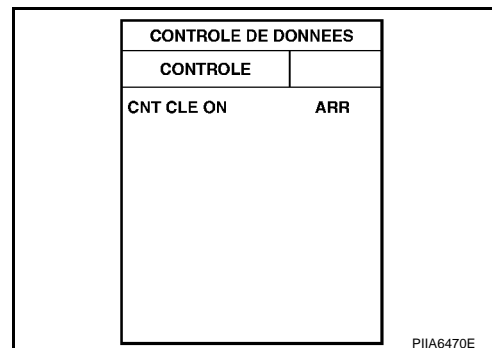 CONTROLE DE DONNEES
CONTROLE
CNT CLE ON ARR
PIIA6470E